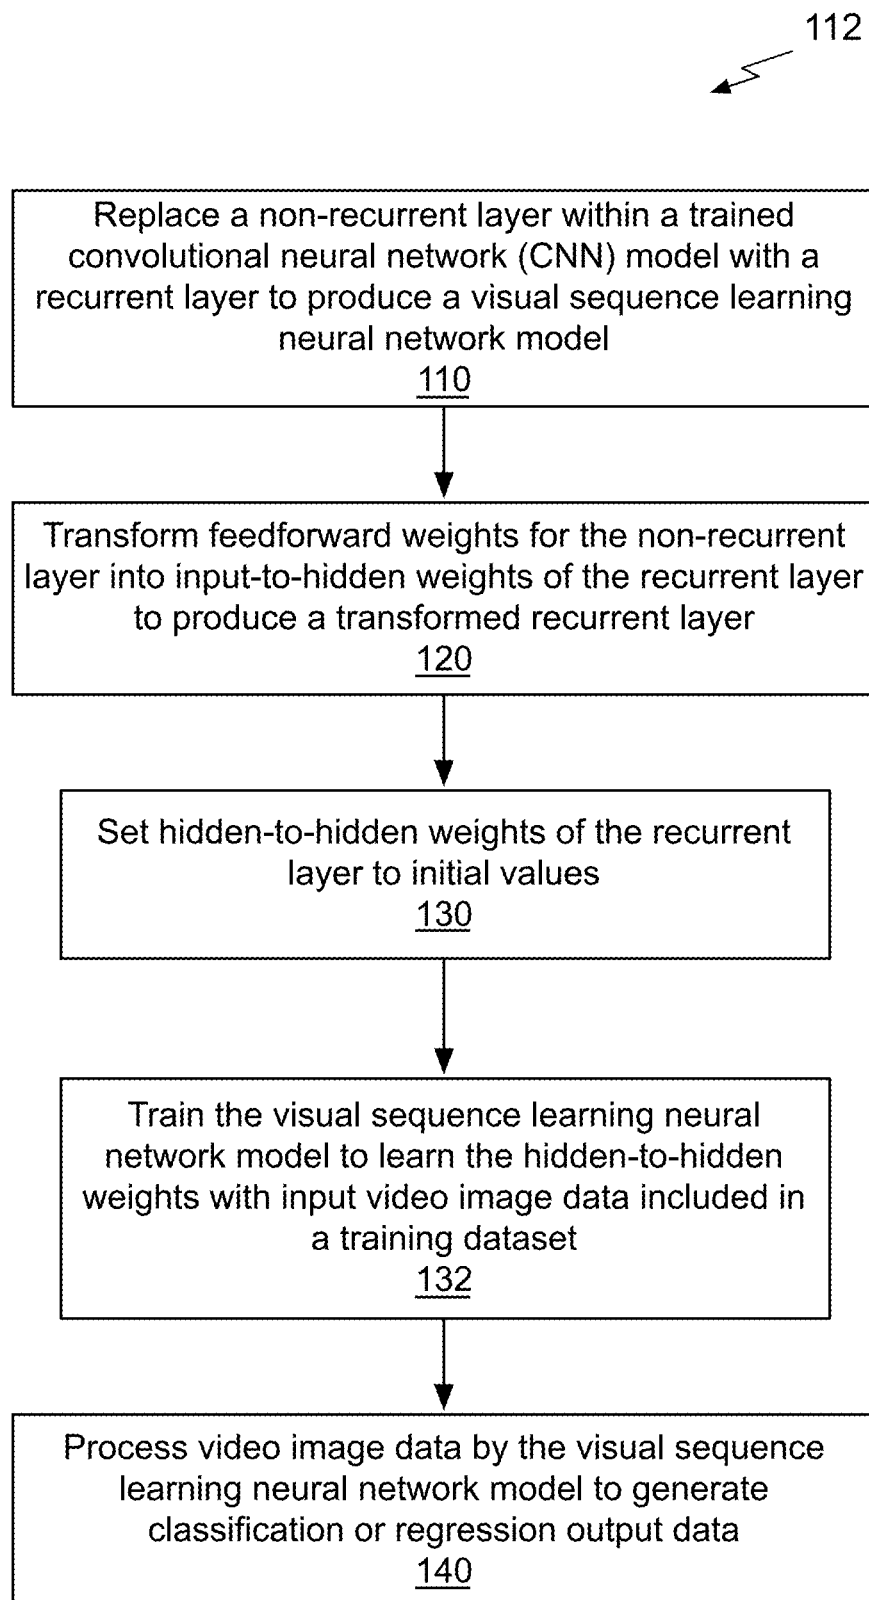 112
Replace a non-recurrent layer within a trained
convolutional neural network (CNN) model with a
recurrent layer to produce a visual sequence learning
neural network model
110
Transform feedforward weights for the non-recurrent
layer into input-to-hidden weights of the recurrent layer
to produce a transformed recurrent layer
120
Set hidden-to-hidden weights of the recurrent
layer to initial values
130
Train the visual sequence learning neural
network model to learn the hidden-to-hidden
weights with input video image data included in
a training dataset
132
Process video image data by the visual sequence
learning neural network model to generate
classification or regression output data
140